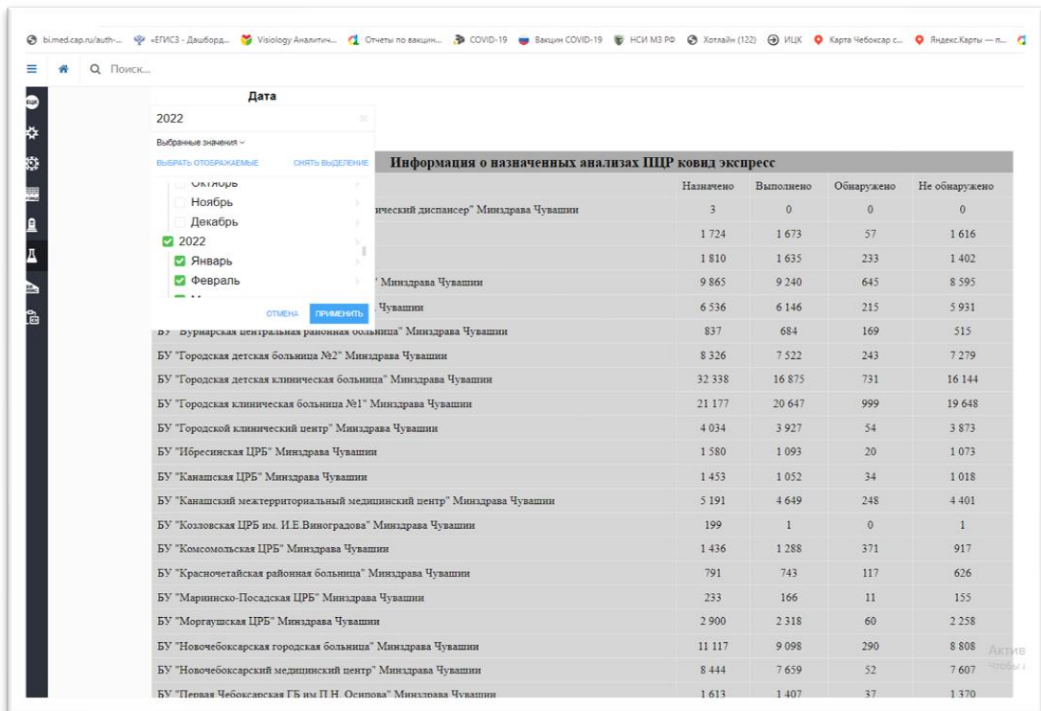 bi.med.cap.ru/auth-... «ЕГИСЗ - Дашборд... Visiology Аналитич... Отчеты по вакцин... COVID-19 Вакцин COVID-19 НСИ МЗ РФ Хотлайн (122) ИЦК Карта Чебоксар с... Яндекс.Карты — п...
Поиск...
Дата
2022
Выбранные значения
ВЫБРАТЬ ОТОБРАЖАЕМЫЕ СНЯТЬ ВЫДЕЛЕНИЕ
Октябрь
Ноябрь
Декабрь
2022
Январь
Февраль
ОТМЕНА ПРИМЕНИТЬ
Информация о назначенных анализах ПЦР ковид экспресс
Назначено Выполнено Обнаружено Не обнаружено
ический диспансер" Минздрава Чувашии 3 0 0 0
1 724 1 673 57 1 616
1 810 1 635 233 1 402
" Минздрава Чувашии 9 865 9 240 645 8 595
Чувашии 6 536 6 146 215 5 931
БУ "Вурнарская центральная районная больница" Минздрава Чувашии 837 684 169 515
БУ "Городская детская больница №2" Минздрава Чувашии 8 326 7 522 243 7 279
БУ "Городская детская клиническая больница" Минздрава Чувашии 32 338 16 875 731 16 144
БУ "Городская клиническая больница №1" Минздрава Чувашии 21 177 20 647 999 19 648
БУ "Городской клинический центр" Минздрава Чувашии 4 034 3 927 54 3 873
БУ "Ибресинская ЦРБ" Минздрава Чувашии 1 580 1 093 20 1 073
БУ "Канашская ЦРБ" Минздрава Чувашии 1 453 1 052 34 1 018
БУ "Канашский межтерриториальный медицинский центр" Минздрава Чувашии 5 191 4 649 248 4 401
БУ "Козловская ЦРБ им. И.Е.Виноградова" Минздрава Чувашии 199 1 0 1
БУ "Комсомольская ЦРБ" Минздрава Чувашии 1 436 1 288 371 917
БУ "Красночетайская районная больница" Минздрава Чувашии 791 743 117 626
БУ "Мариинско-Посадская ЦРБ" Минздрава Чувашии 233 166 11 155
БУ "Моргаушская ЦРБ" Минздрава Чувашии 2 900 2 318 60 2 258
БУ "Новочебоксарская городская больница" Минздрава Чувашии 11 117 9 098 290 8 808
Актив
БУ "Новочебоксарский медицинский центр" Минздрава Чувашии 8 444 7 659 52 7 607
Чтобы
БУ "Первая Чебоксарская ГБ им П.Н. Осипова" Минздрава Чувашии 1 613 1 407 37 1 370